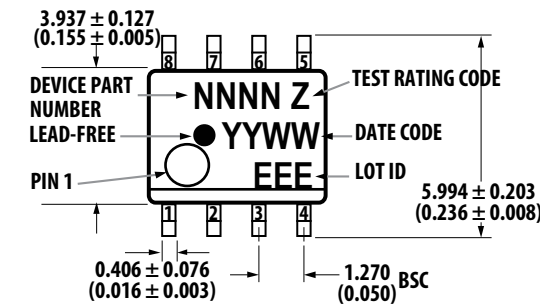 3.937 ± 0.127
(0.155 ± 0.005)
8 7 6 5
DEVICE PART
NUMBER
NNNN Z
TEST RATING CODE
LEAD-FREE
YYWW
DATE CODE
PIN 1
EEE
LOT ID
5.994 ± 0.203
(0.236 ± 0.008)
1 2 3 4
0.406 ± 0.076
(0.016 ± 0.003)
1.270
(0.050)
BSC